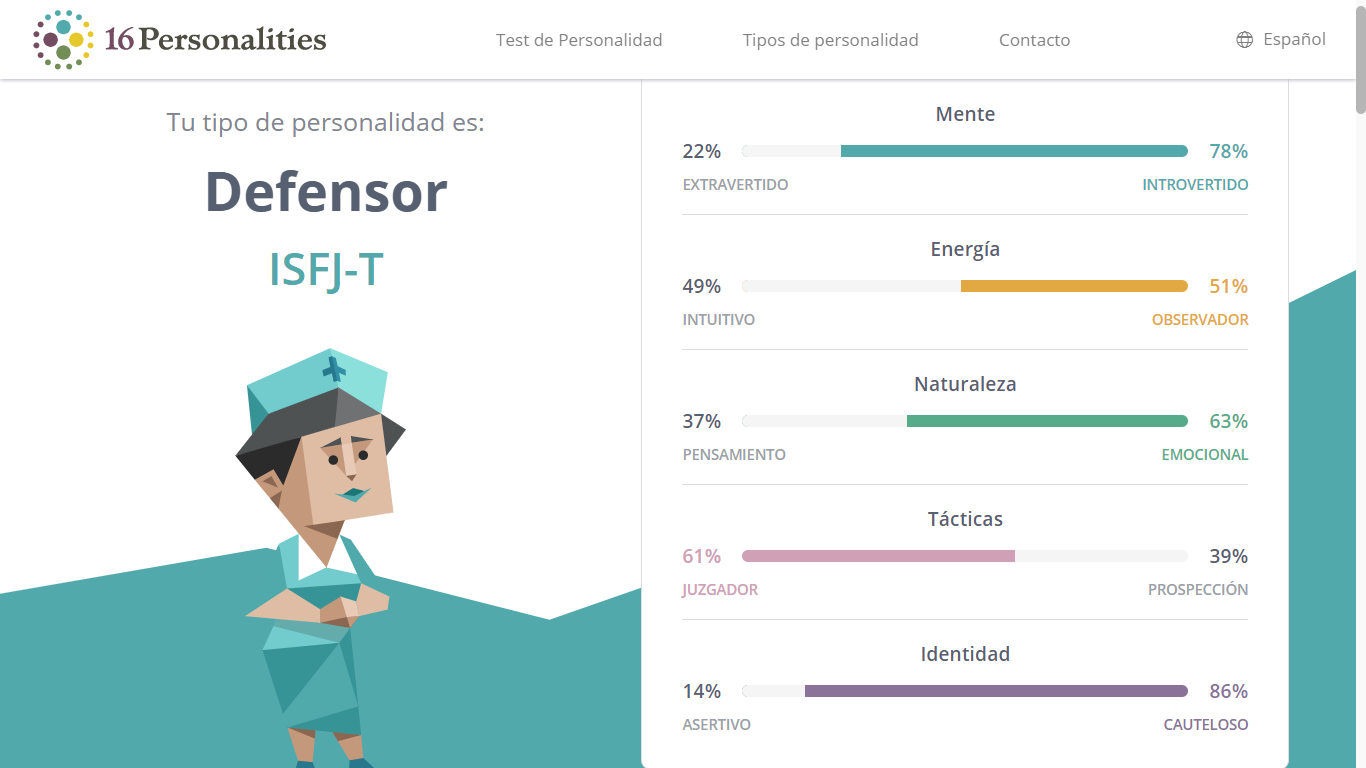 16Personalities
Test de Personalidad
Tipos de personalidad
Contacto
Español
Tu tipo de personalidad es:
Defensor
ISFJ-T
Mente
22% 78%
EXTRAVERTIDO INTROVERTIDO
Energía
49% 51%
INTUITIVO OBSERVADOR
Naturaleza
37% 63%
PENSAMIENTO EMOCIONAL
Tácticas
61% 39%
JUZGADOR PROSPECCIÓN
Identidad
14% 86%
ASERTIVO CAUTELOSO